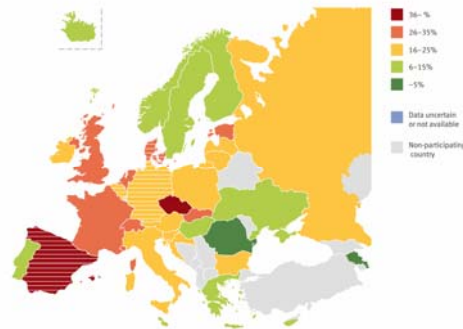 36– %
26–35%
16–25%
6–15%
–5%
Data uncertain
or not available
Non-participating
country